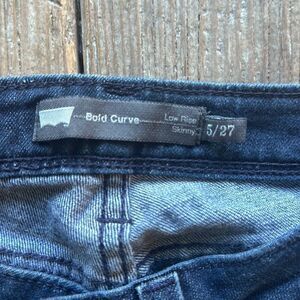 Bold Curve
Low Rise
Skinny
5/27